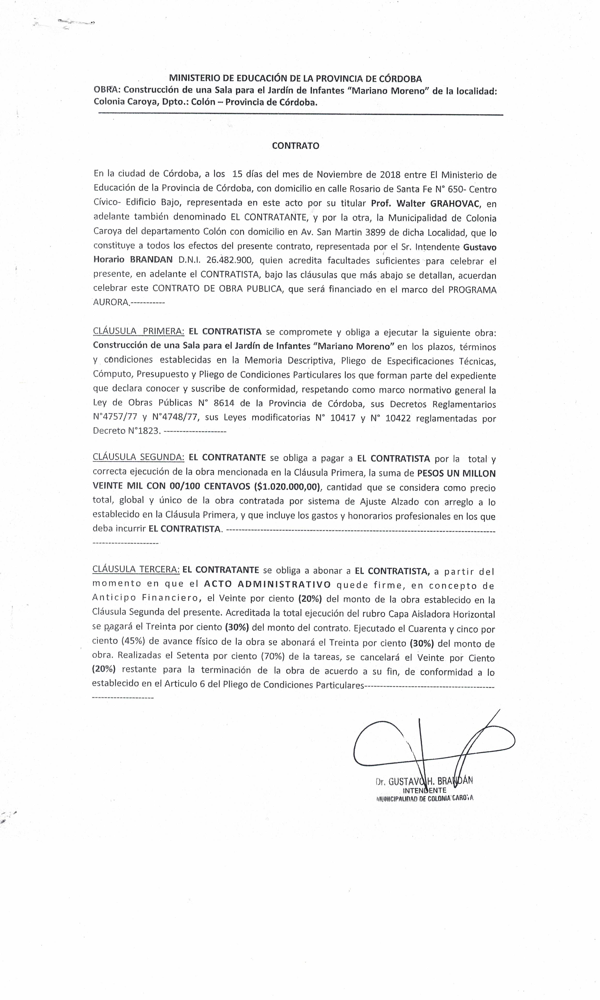 MINISTERIO DE EDUCACIÓN DE LA PROVINCIA DE CÓRDOBA
OBRA: Construcción de una Sala para el Jardín de Infantes “Mariano Moreno” de la localidad:
Colonia Caroya, Dpto.: Colón – Provincia de Córdoba.
CONTRATO
En la ciudad de Córdoba, a los 15 días del mes de Noviembre de 2018 entre El Ministerio de
Educación de la Provincia de Córdoba, con domicilio en calle Rosario de Santa Fe N° 650- Centro
Cívico- Edificio Bajo, representada en este acto por su titular Prof. Walter GRAHOVAC, en
adelante también denominado EL CONTRATANTE, y por la otra, la Municipalidad de Colonia
Caroya del departamento Colón con domicilio en Av. San Martin 3899 de dicha Localidad, que lo
constituye a todos los efectos del presente contrato, representada por el Sr. Intendente Gustavo
Horario BRANDAN D.N.I. 26.482.900, quien acredita facultades suficientes para celebrar el
presente, en adelante el CONTRATISTA, bajo las cláusulas que más abajo se detallan, acuerdan
celebrar este CONTRATO DE OBRA PUBLICA, que será financiado en el marco del PROGRAMA
AURORA.-----------
CLÁUSULA PRIMERA: EL CONTRATISTA se compromete y obliga a ejecutar la siguiente obra:
Construcción de una Sala para el Jardín de Infantes “Mariano Moreno” en los plazos, términos
y condiciones establecidas en la Memoria Descriptiva, Pliego de Especificaciones Técnicas,
Cómputo, Presupuesto y Pliego de Condiciones Particulares los que forman parte del expediente
que declara conocer y suscribe de conformidad, respetando como marco normativo general la
Ley de Obras Públicas N° 8614 de la Provincia de Córdoba, sus Decretos Reglamentarios
N°4757/77 y N°4748/77, sus Leyes modificatorias N° 10417 y N° 10422 reglamentadas por
Decreto N°1823. --------------------
CLÁUSULA SEGUNDA: EL CONTRATANTE se obliga a pagar a EL CONTRATISTA por la total y
correcta ejecución de la obra mencionada en la Cláusula Primera, la suma de PESOS UN MILLON
VEINTE MIL CON 00/100 CENTAVOS ($1.020.000,00), cantidad que se considera como precio
total, global y único de la obra contratada por sistema de Ajuste Alzado con arreglo a lo
establecido en la Cláusula Primera, y que incluye los gastos y honorarios profesionales en los que
deba incurrir EL CONTRATISTA. --------------------------------------------------------------------------------------
---------------------
CLÁUSULA TERCERA: EL CONTRATANTE se obliga a abonar a EL CONTRATISTA, a partir del
momento en que el ACTO ADMINISTRATIVO quede firme, en concepto de
Anticipo Financiero, el Veinte por ciento (20%) del monto de la obra establecido en la
Cláusula Segunda del presente. Acreditada la total ejecución del rubro Capa Aisladora Horizontal
se pagará el Treinta por ciento (30%) del monto del contrato. Ejecutado el Cuarenta y cinco por
ciento (45%) de avance físico de la obra se abonará el Treinta por ciento (30%) del monto de
obra. Realizadas el Setenta por ciento (70%) de la tareas, se cancelará el Veinte por Ciento
(20%) restante para la terminación de la obra de acuerdo a su fin, de conformidad a lo
establecido en el Articulo 6 del Pliego de Condiciones Particulares------------------------------------------
--------------------
Dr. GUSTAVO H. BRANDÁN
INTENDENTE
MUNICIPALIDAD DE COLONIA CAROYA